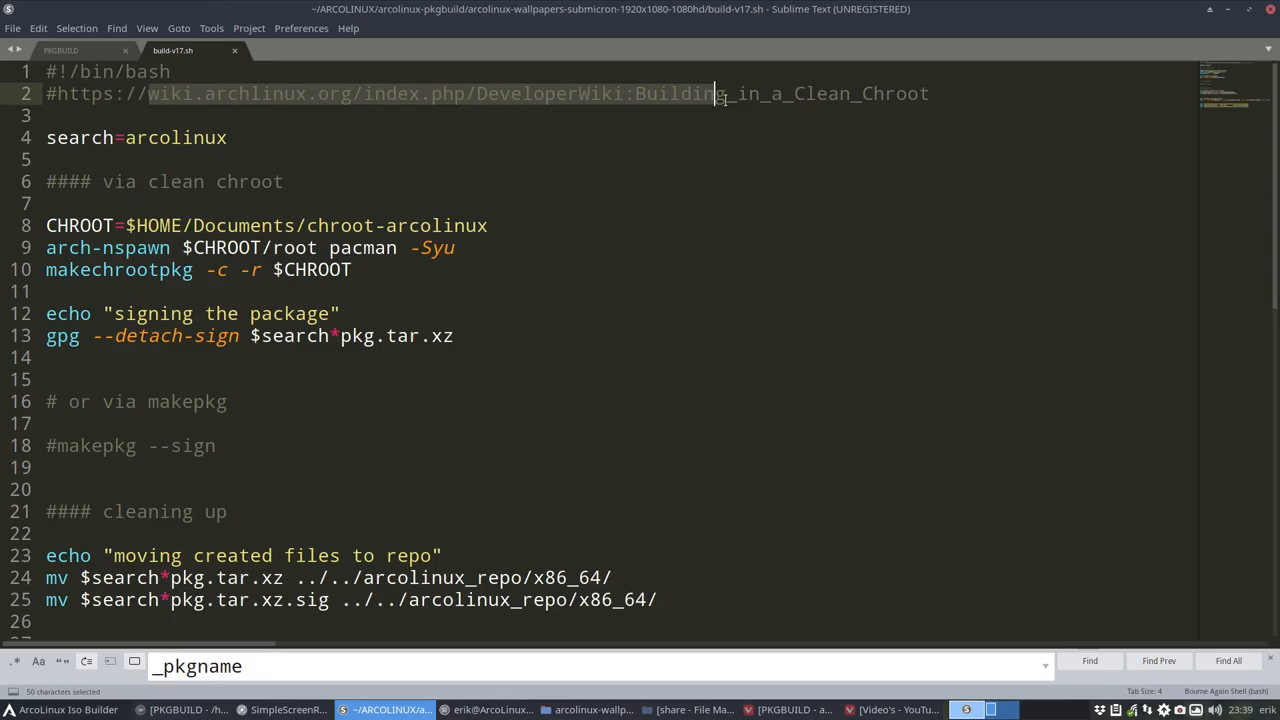 ~/ARCOLINUX/arcolinux-pkgbuild/arcolinux-wallpapers-submicron-1920x1080-1080hd/build-v17.sh - Sublime Text (UNREGISTERED)
File Edit Selection Find View Goto Tools Project Preferences Help
PKGBUILD × build-v17.sh ×
1 #!/bin/bash
2 #https://wiki.archlinux.org/index.php/DeveloperWiki:Building_in_a_Clean_Chroot
3
4 search=arcolinux
5
6 #### via clean chroot
7
8 CHROOT=$HOME/Documents/chroot-arcolinux
9 arch-nspawn $CHROOT/root pacman -Syu
10 makechrootpkg -c -r $CHROOT
11
12 echo "signing the package"
13 gpg --detach-sign $search*pkg.tar.xz
14
15
16 # or via makepkg
17
18 #makepkg --sign
19
20
21 #### cleaning up
22
23 echo "moving created files to repo"
24 mv $search*pkg.tar.xz ../../arcolinux_repo/x86_64/
25 mv $search*pkg.tar.xz.sig ../../arcolinux_repo/x86_64/
26
.* Aa “” _pkgname Find Find Prev Find All
50 characters selected Tab Size: 4 Bourne Again Shell (bash)
ArcoLinux Iso Builder [PKGBUILD - /h... SimpleScreenR... ~/ARCOLINUX/a... erik@ArcoLinu... arcolinux-wallp... [share - File Ma... [PKGBUILD - a... [Video's - YouTu... 23:39 erik